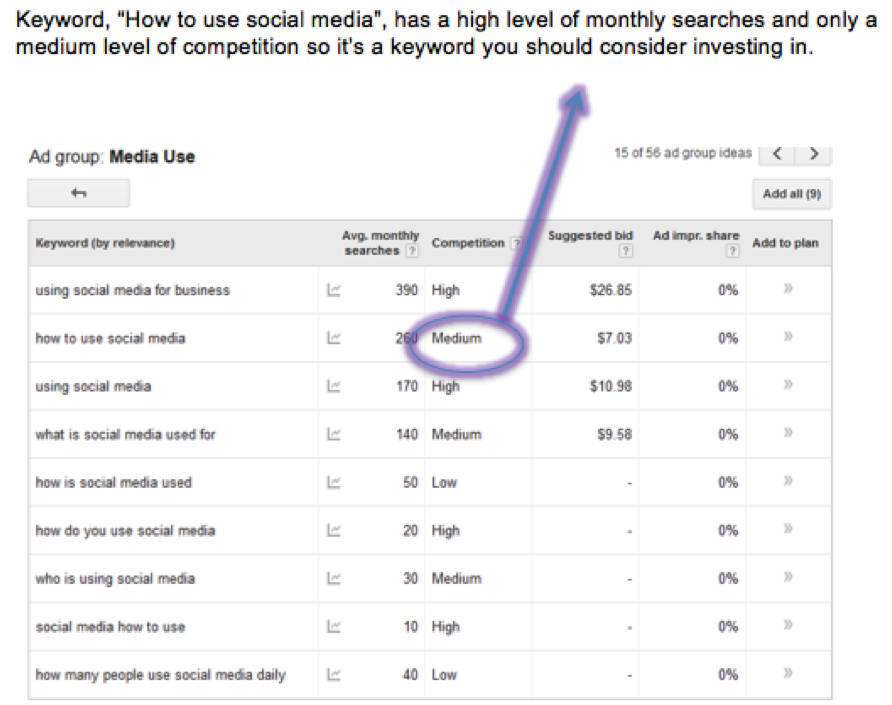 Keyword, "How to use social media", has a high level of monthly searches and only a
medium level of competition so it's a keyword you should consider investing in.
Ad group: Media Use
15 of 56 ad group ideas
Add all (9)
Keyword (by relevance) Avg. monthly searches ? Competition ? Suggested bid ? Ad impr. share ? Add to plan
using social media for business 390 High $26.85 0% »
how to use social media 260 Medium $7.03 0% »
using social media 170 High $10.98 0% »
what is social media used for 140 Medium $9.58 0% »
how is social media used 50 Low - 0% »
how do you use social media 20 High - 0% »
who is using social media 30 Medium - 0% »
social media how to use 10 High - 0% »
how many people use social media daily 40 Low - 0% »